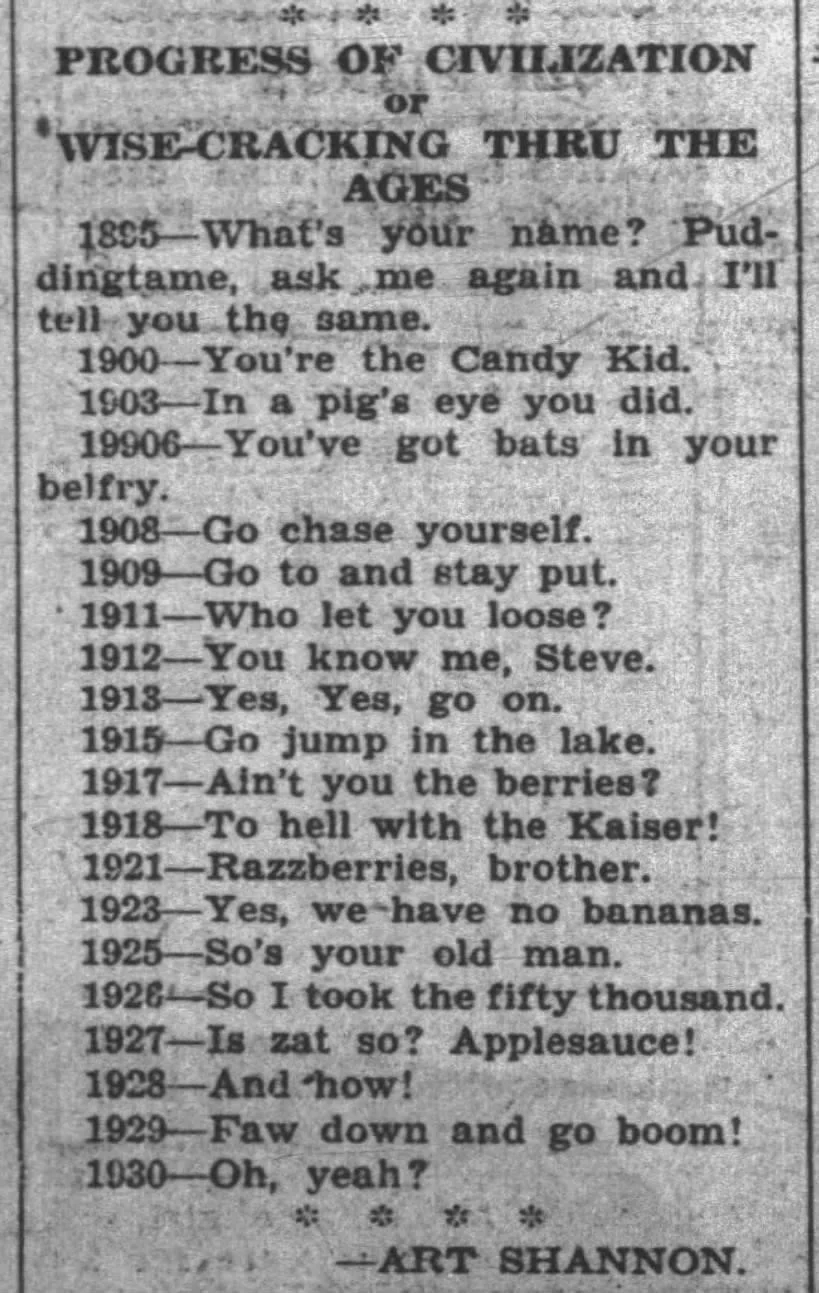 * * * *
PROGRESS OF CIVILIZATION
or
WISE-CRACKING THRU THE
AGES
1895—What's your name? Pud-
dingtame, ask me again and I'll
tell you the same.
1900—You're the Candy Kid.
1903—In a pig's eye you did.
19906—You've got bats in your
belfry.
1908—Go chase yourself.
1909—Go to and stay put.
1911—Who let you loose?
1912—You know me, Steve.
1913—Yes, Yes, go on.
1915—Go jump in the lake.
1917—Ain't you the berries?
1918—To hell with the Kaiser!
1921—Razzberries, brother.
1923—Yes, we have no bananas.
1925—So's your old man.
1926—So I took the fifty thousand.
1927—Is zat so? Applesauce!
1928—And how!
1929—Faw down and go boom!
1930—Oh, yeah?
* * * *
—ART SHANNON.